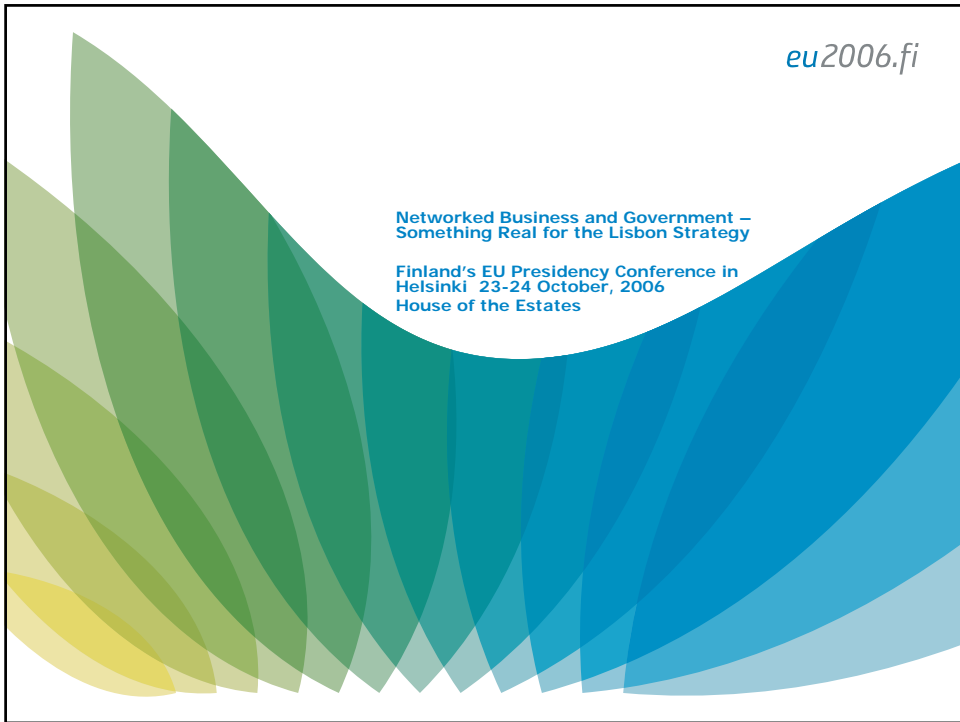 eu2006.fi
Networked Business and Government –
Something Real for the Lisbon Strategy
Finland's EU Presidency Conference in
Helsinki 23-24 October, 2006
House of the Estates